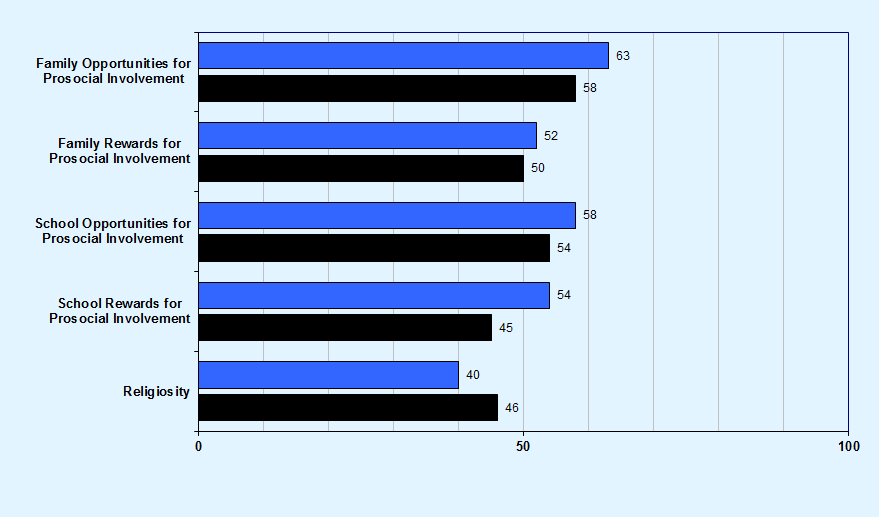 Family Opportunities for
Prosocial Involvement
63
58
Family Rewards for
Prosocial Involvement
52
50
School Opportunities for
Prosocial Involvement
58
54
School Rewards for
Prosocial Involvement
54
45
Religiosity
40
46
0 50 100